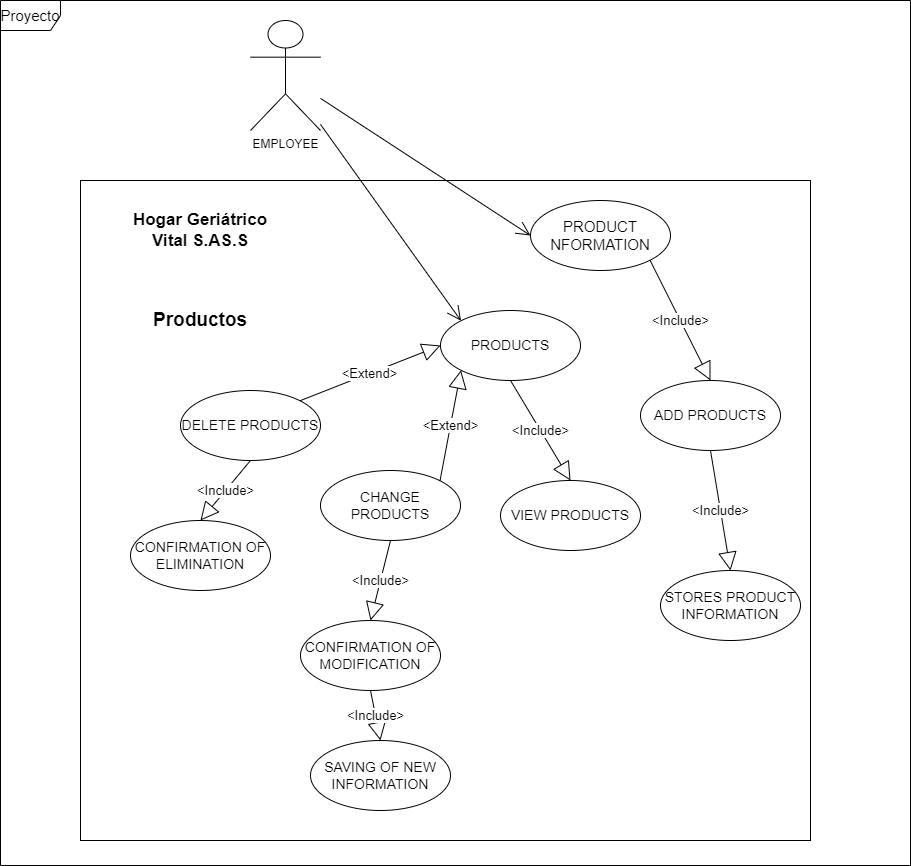 Proyecto
EMPLOYEE
Hogar Geriátrico
Vital S.AS.S
PRODUCT
NFORMATION
Productos
<Include>
PRODUCTS
<Extend>
DELETE PRODUCTS
<Extend>
<Include>
ADD PRODUCTS
<Include>
CHANGE
PRODUCTS
VIEW PRODUCTS
<Include>
CONFIRMATION OF
ELIMINATION
<Include>
STORES PRODUCT
INFORMATION
CONFIRMATION OF
MODIFICATION
<Include>
SAVING OF NEW
INFORMATION